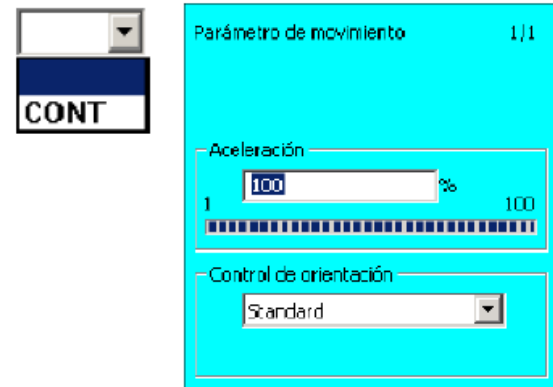 CONT
Parámetro de movimiento 1/1
Aceleración
100 %
1 100
Control de orientación
Standard